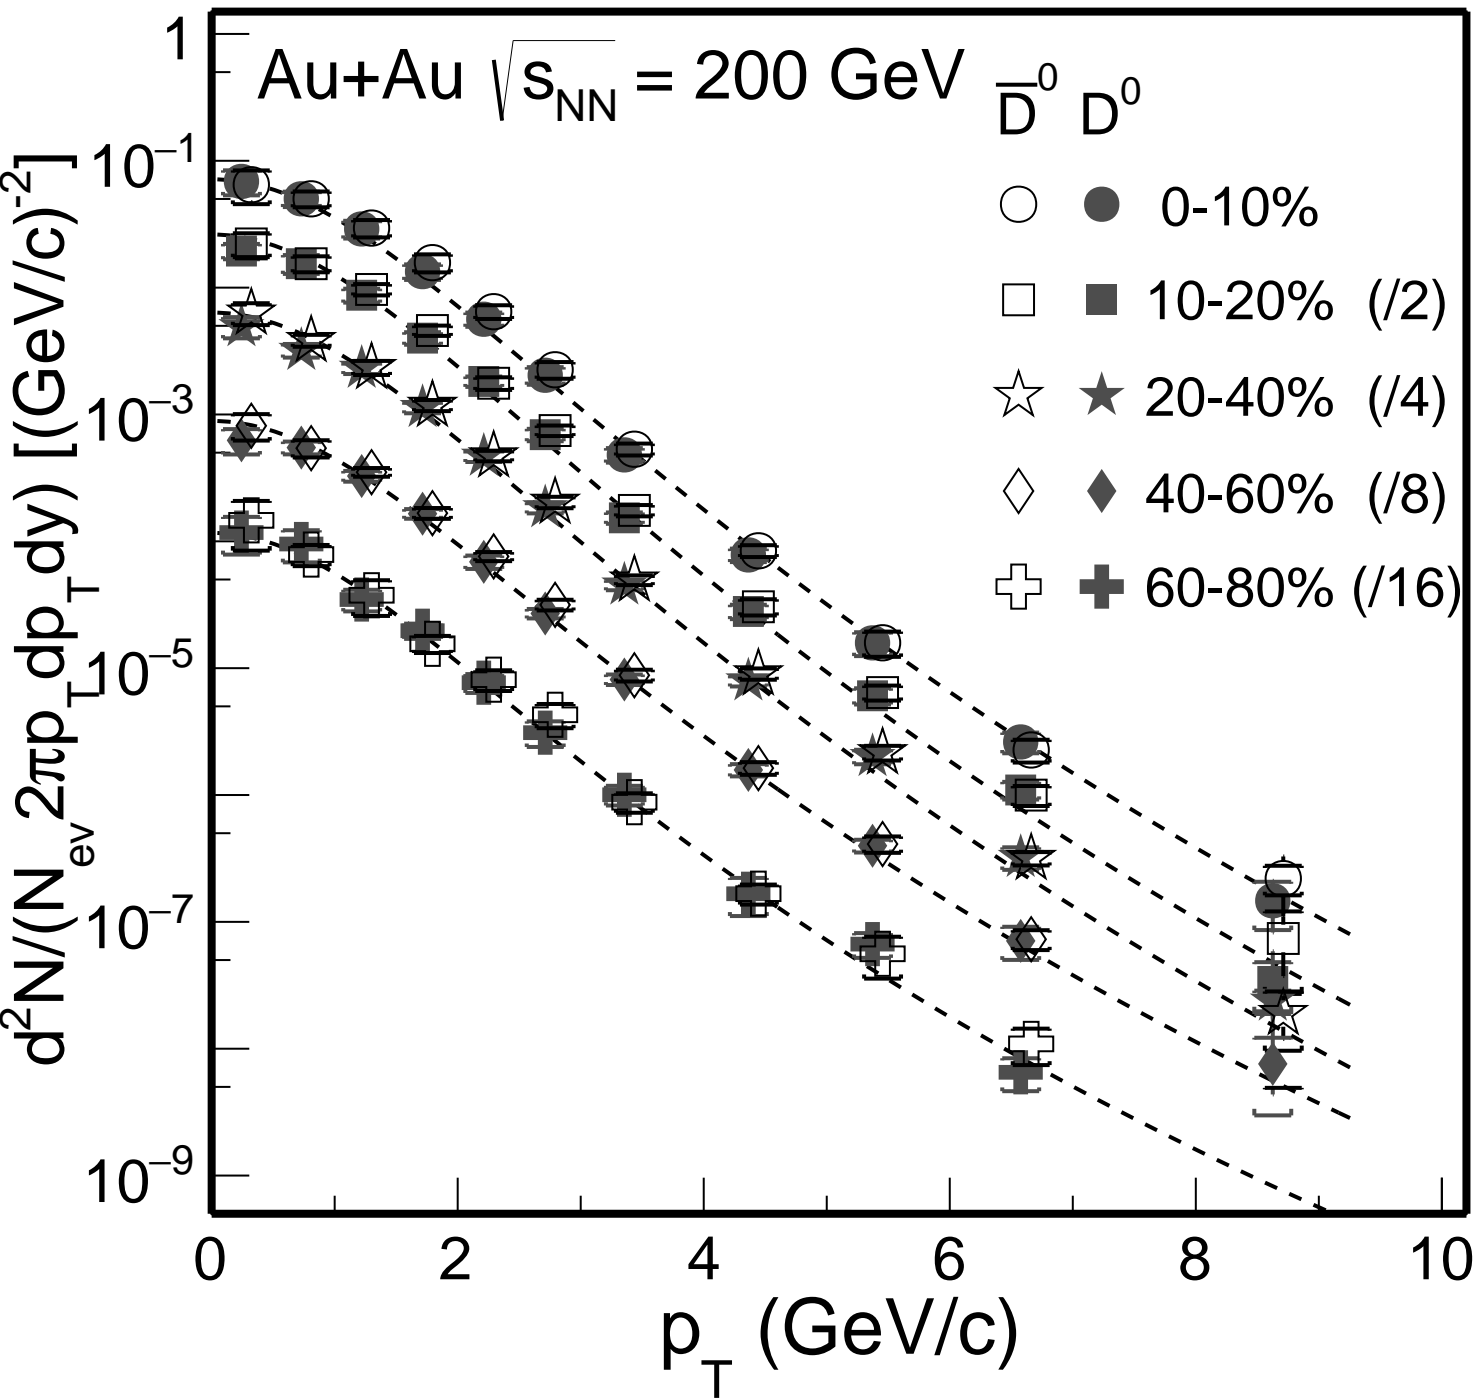 Au+Au √s_NN = 200 GeV
D̅⁰ D⁰
0-10%
10-20% (/2)
20-40% (/4)
40-60% (/8)
60-80% (/16)
d²N/(N_ev 2πp_T dp_T dy) [(GeV/c)⁻²]
1
10⁻¹
10⁻³
10⁻⁵
10⁻⁷
10⁻⁹
0 2 4 6 8 10
p_T (GeV/c)